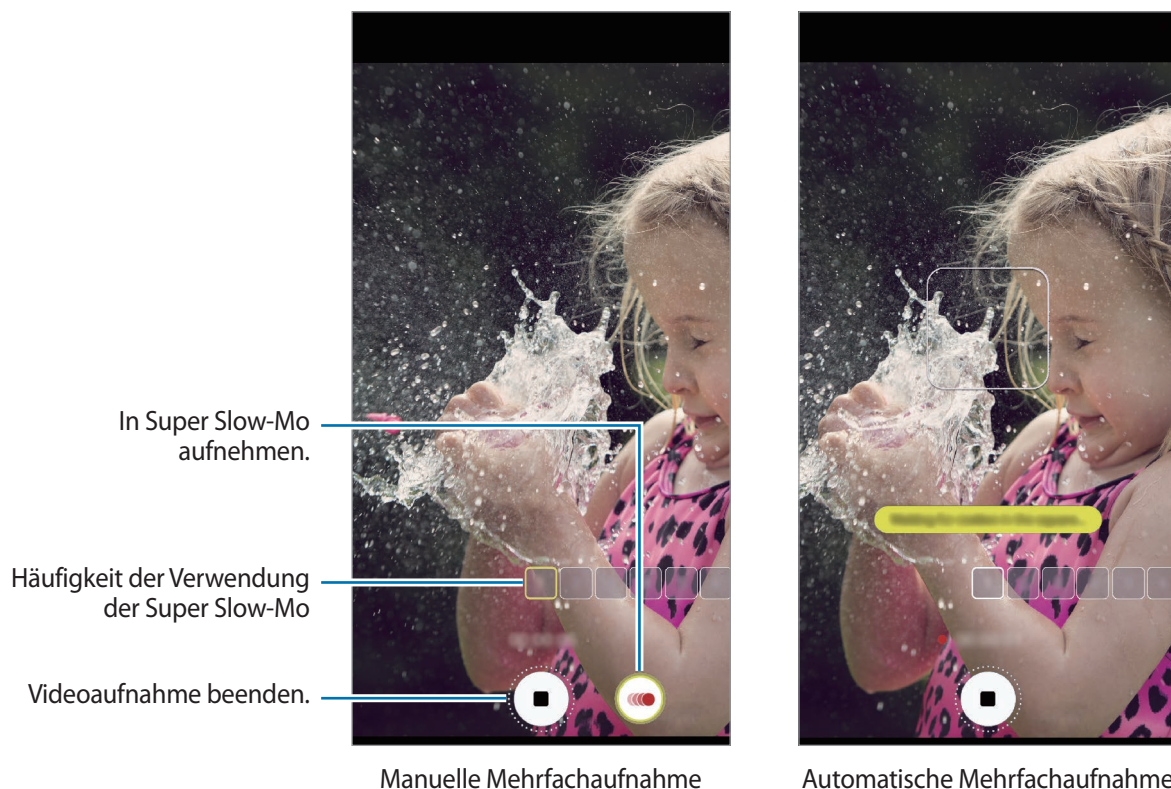 In Super Slow-Mo
aufnehmen.
Häufigkeit der Verwendung
der Super Slow-Mo
Videoaufnahme beenden.
Manuelle Mehrfachaufnahme
Automatische Mehrfachaufnahme